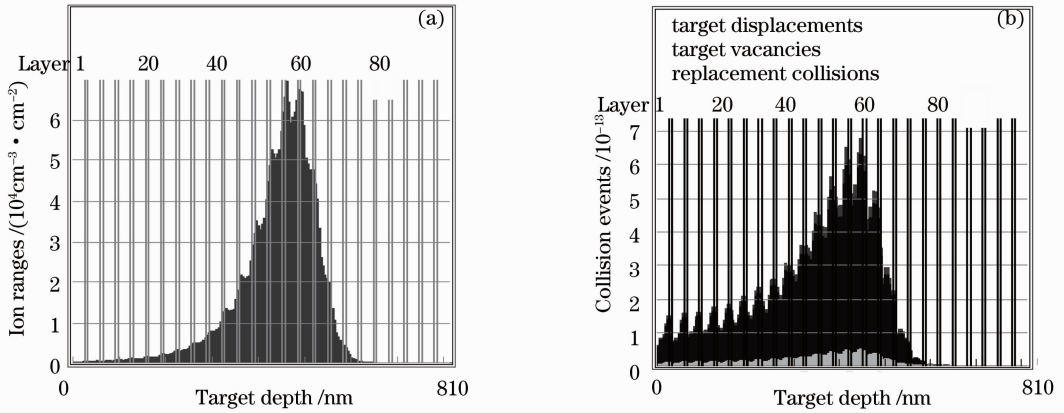 (a)
Layer 1 20 40 60 80
Ion ranges /(10⁴cm⁻³ • cm⁻²)
6
5
4
3
2
1
0
0 810
Target depth /nm
(b)
target displacements
target vacancies
replacement collisions
Layer 1 20 40 60 80
Collision events /10⁻¹³
7
6
5
4
3
2
1
0
0 810
Target depth /nm